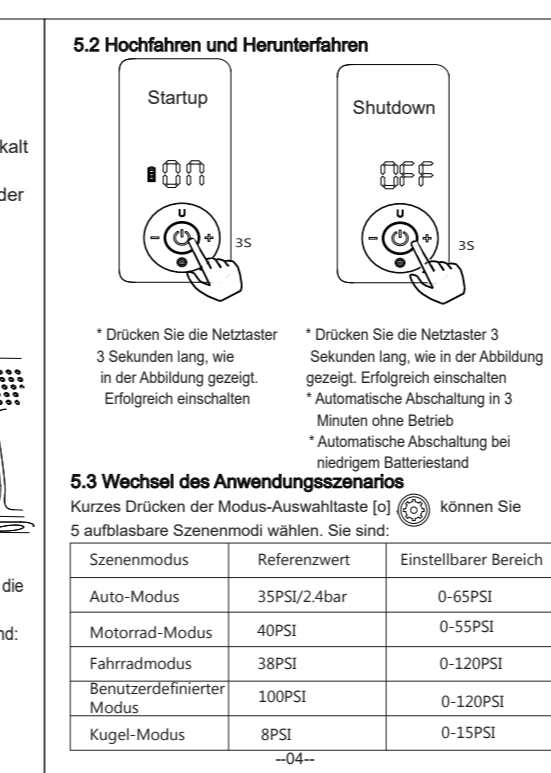 kalt
der
die
nd:
5.2 Hochfahren und Herunterfahren
Startup
ON
U
- +
3S
Shutdown
OFF
U
- +
3S
* Drücken Sie die Netztaster
3 Sekunden lang, wie
in der Abbildung gezeigt.
Erfolgreich einschalten
* Drücken Sie die Netztaster 3
Sekunden lang, wie in der Abbildung
gezeigt. Erfolgreich einschalten
* Automatische Abschaltung in 3
Minuten ohne Betrieb
* Automatische Abschaltung bei
niedrigem Batteriestand
5.3 Wechsel des Anwendungsszenarios
Kurzes Drücken der Modus-Auswahltaste [o] können Sie
5 aufblasbare Szenenmodi wählen. Sie sind:
Szenenmodus Referenzwert Einstellbarer Bereich
Auto-Modus 35PSI/2.4bar 0-65PSI
Motorrad-Modus 40PSI 0-55PSI
Fahrradmodus 38PSI 0-120PSI
Benutzerdefinierter
Modus 100PSI 0-120PSI
Kugel-Modus 8PSI 0-15PSI
--04--